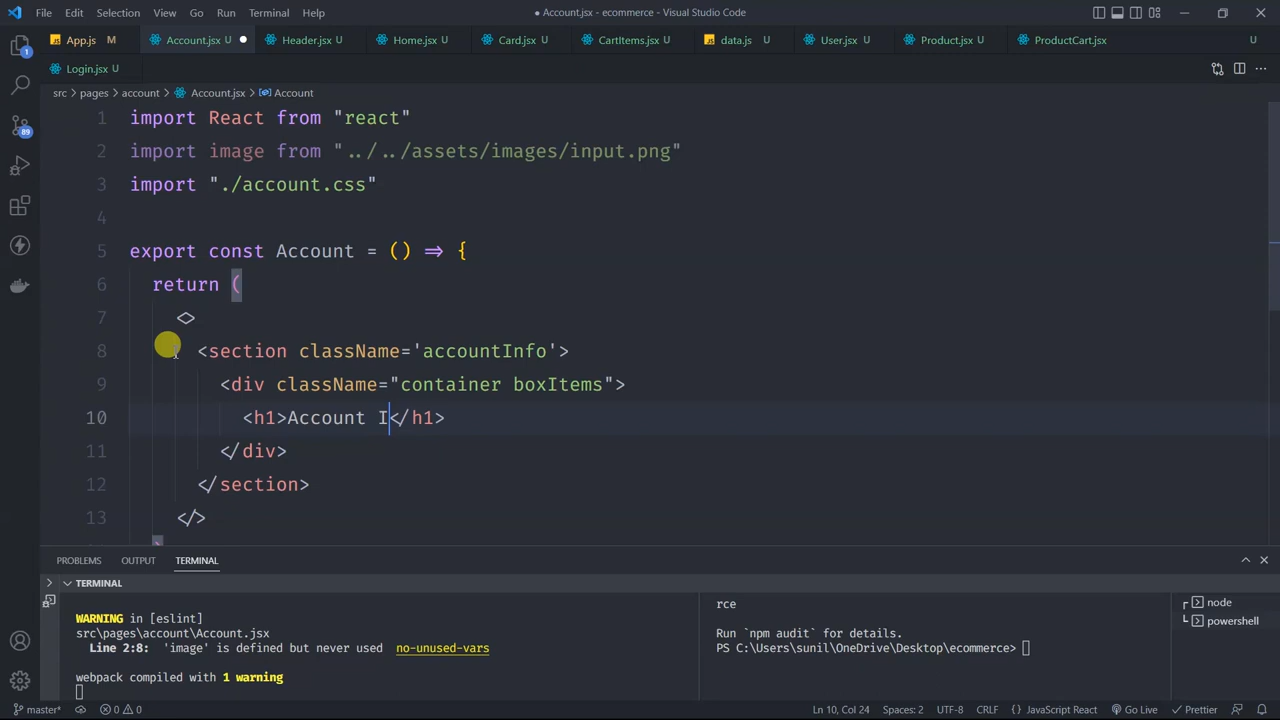 File Edit Selection View Go Run Terminal Help ● Account.jsx - ecommerce - Visual Studio Code
App.js M Account.jsx U Header.jsx U Home.jsx U Card.jsx U CartItems.jsx U data.js U User.jsx U Product.jsx U ProductCart.jsx U
Login.jsx U
src > pages > account > Account.jsx > Account
1 import React from "react"
2 import image from "../../assets/images/input.png"
3 import "./account.css"
4
5 export const Account = () => {
6 return (
7 <>
8 <section className='accountInfo'>
9 <div className="container boxItems">
10 <h1>Account I</h1>
11 </div>
12 </section>
13 </>
1
89
PROBLEMS OUTPUT TERMINAL
TERMINAL
WARNING in [eslint]
src\pages\account\Account.jsx
Line 2:8: 'image' is defined but never used no-unused-vars
webpack compiled with 1 warning
rce
Run `npm audit` for details.
PS C:\Users\sunil\OneDrive\Desktop\ecommerce>
node
powershell
master* 0 0 Ln 10, Col 24 Spaces: 2 UTF-8 CRLF {} JavaScript React Go Live Prettier